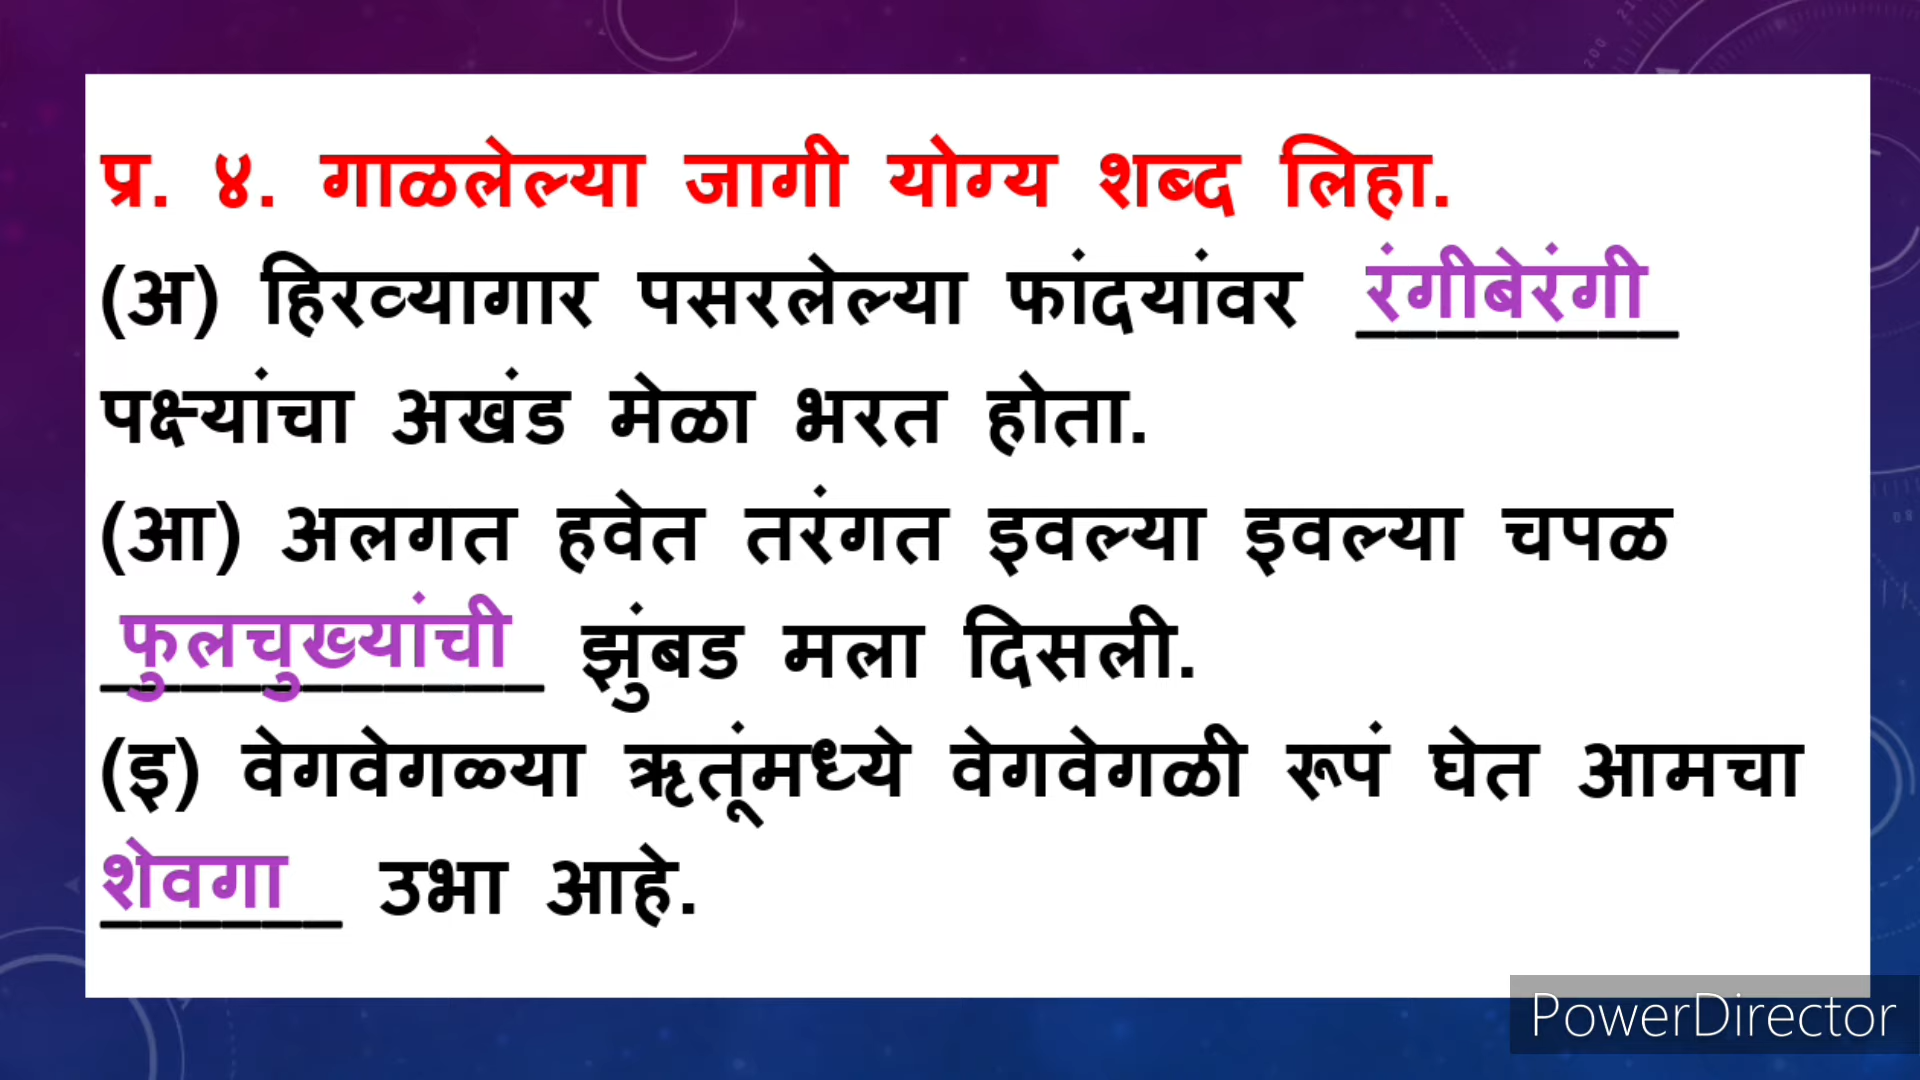 प्र. ४. गाळलेल्या जागी योग्य शब्द लिहा.
(अ) हिरव्यागार पसरलेल्या फांदयांवर रंगीबेरंगी
पक्ष्यांचा अखंड मेळा भरत होता.
(आ) अलगत हवेत तरंगत इवल्या इवल्या चपळ
फुलचुख्यांची झुंबड मला दिसली.
(इ) वेगवेगळ्या ऋतूंमध्ये वेगवेगळी रूपं घेत आमचा
शेवगा उभा आहे.
PowerDirector